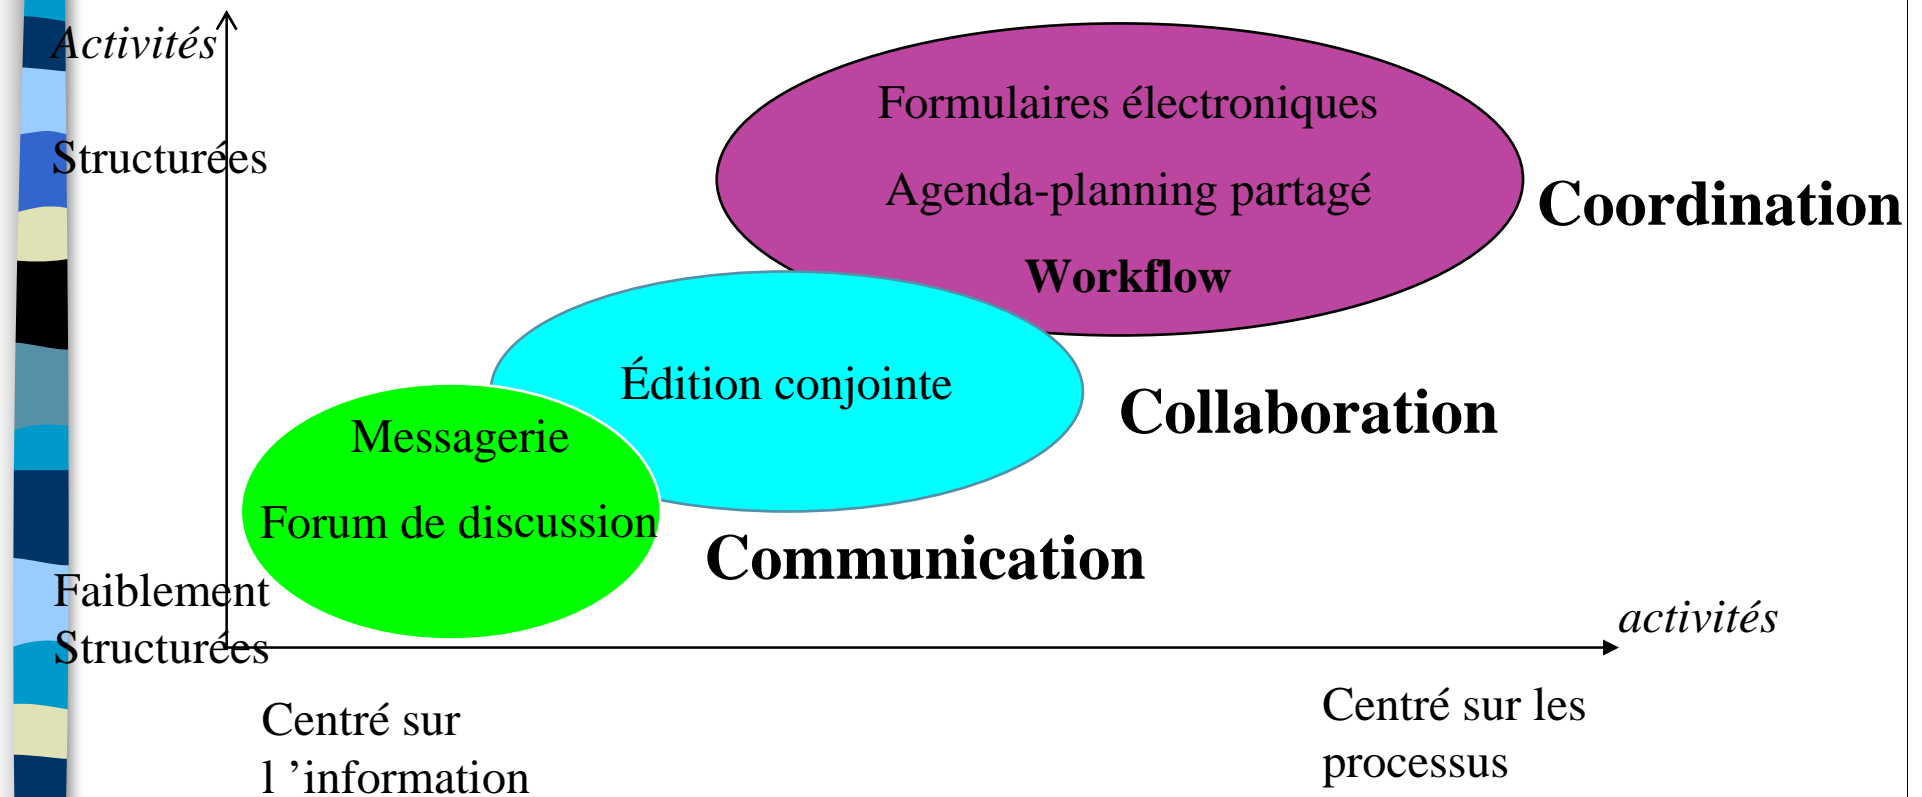 Activités
Structurées
Formulaires électroniques
Agenda-planning partagé
Workflow
Coordination
Édition conjointe
Collaboration
Messagerie
Forum de discussion
Communication
Faiblement
Structurées
activités
Centré sur
l ’information
Centré sur les
processus